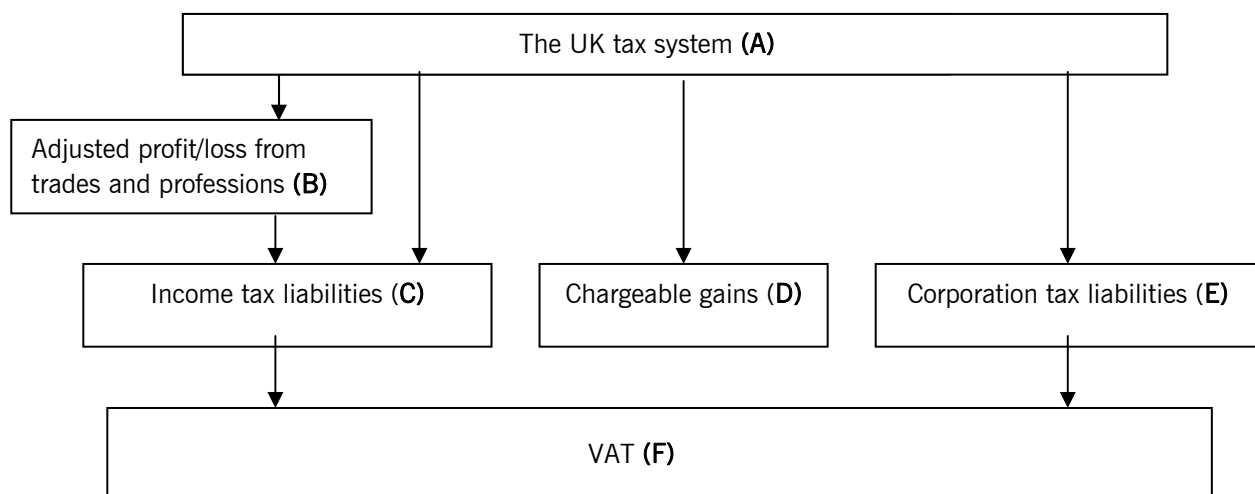 The UK tax system (A)
Adjusted profit/loss from
trades and professions (B)
Income tax liabilities (C)
Chargeable gains (D)
Corporation tax liabilities (E)
VAT (F)